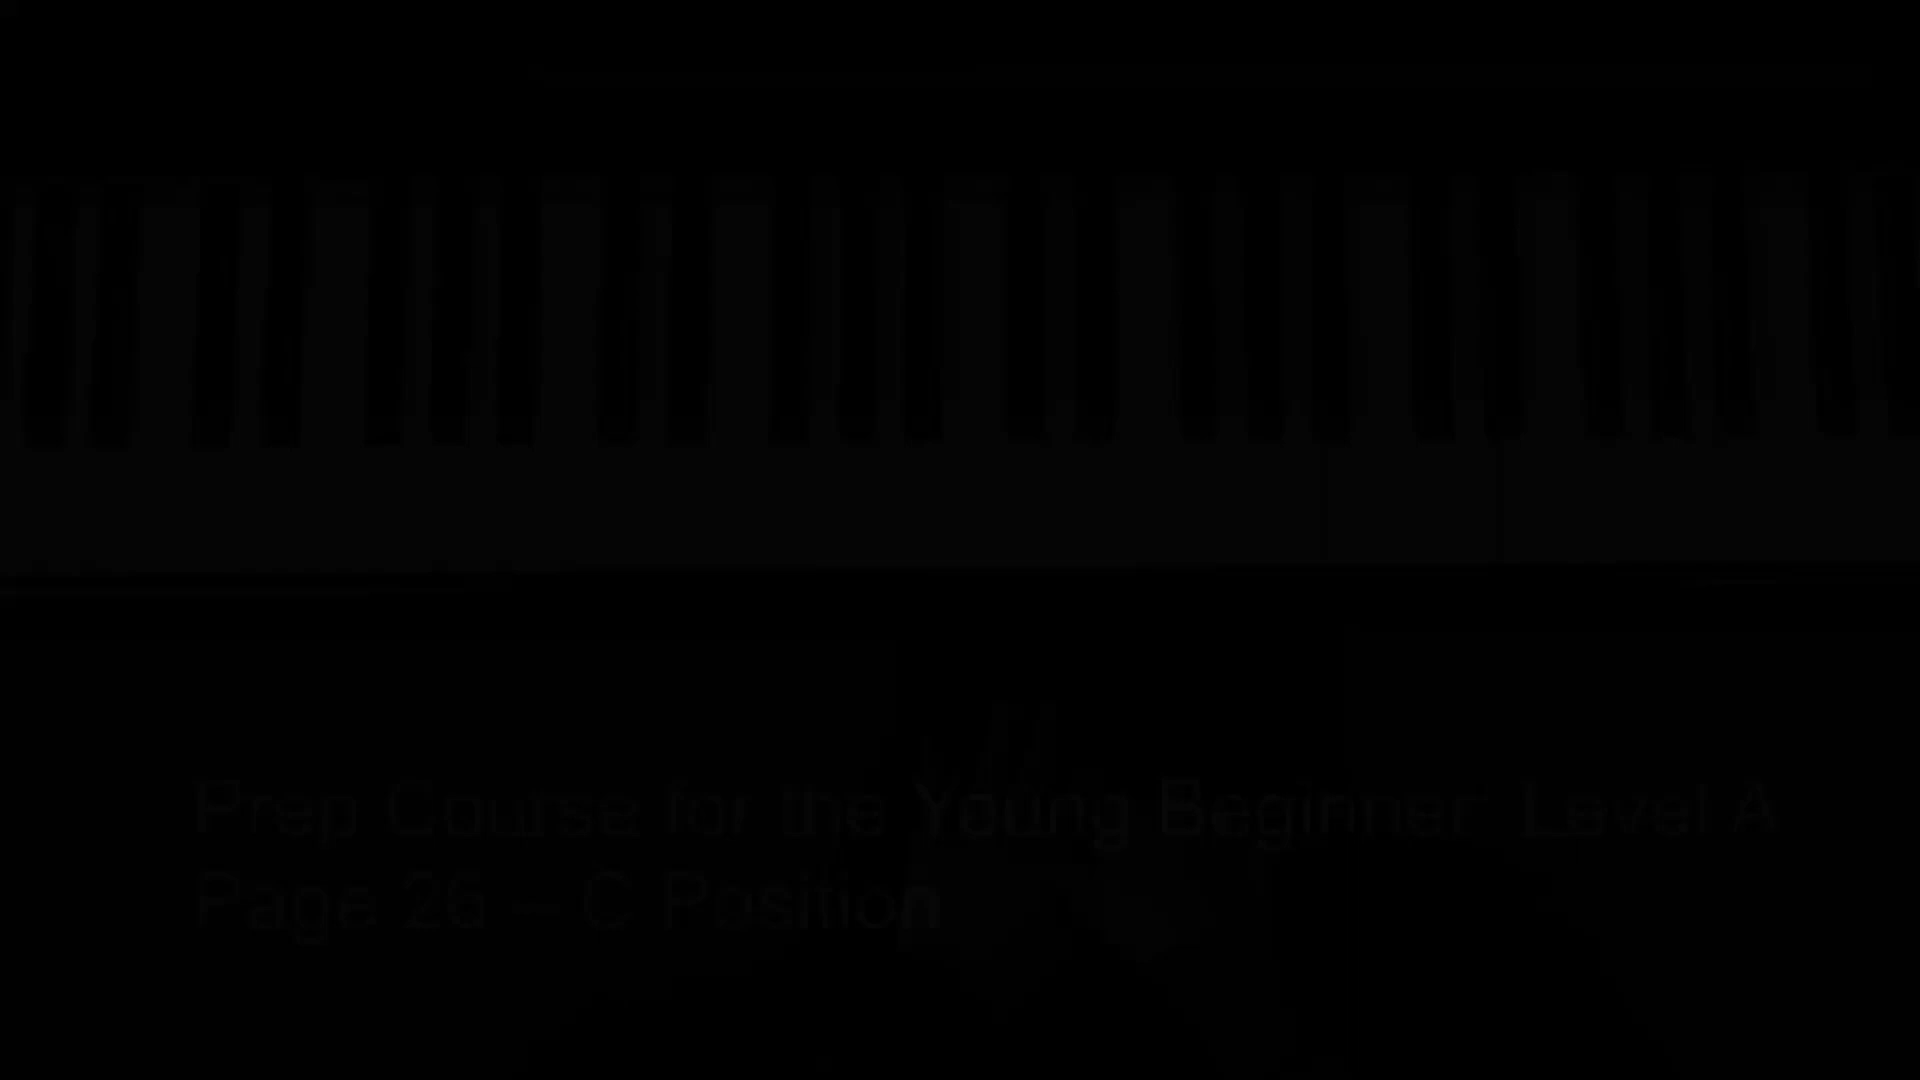 Prep Course for the Young Beginner: Level A
Page 26 – C Position